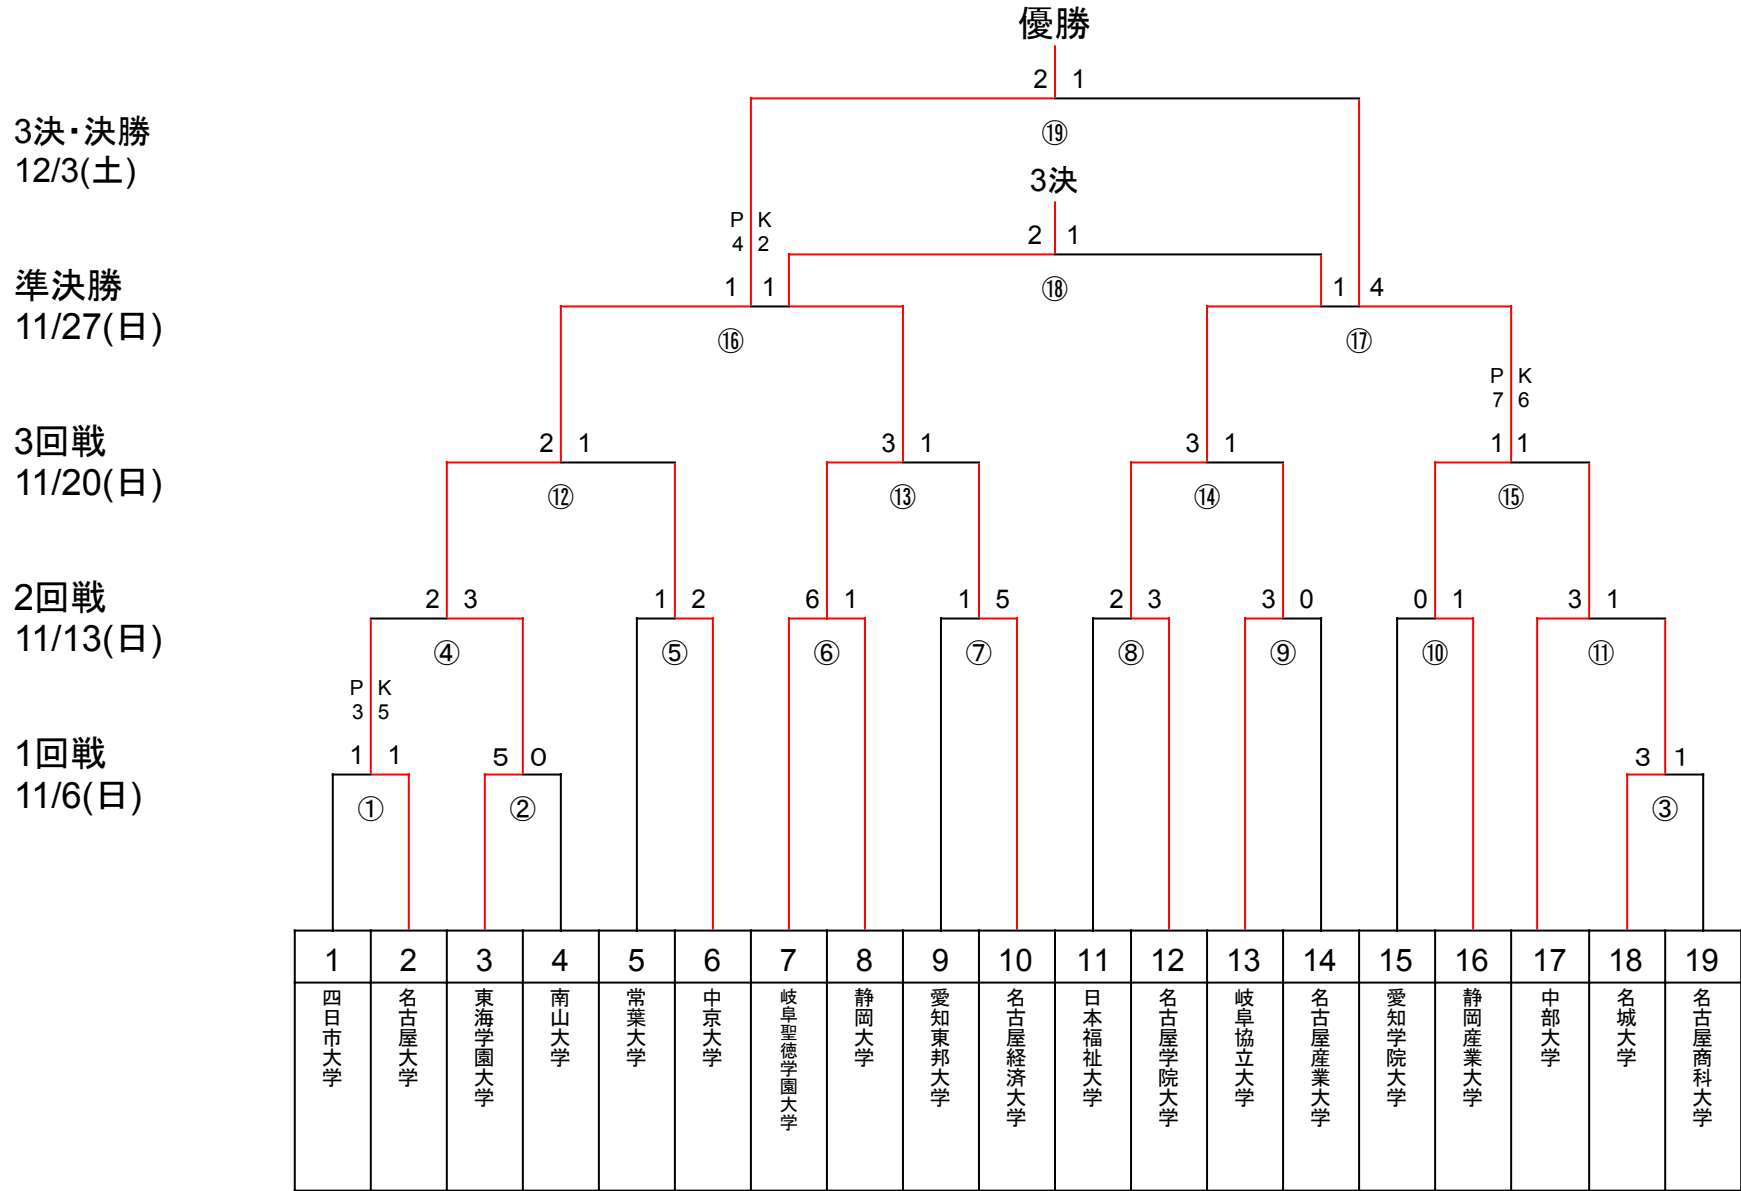 優勝
2 1
3決・決勝
12/3(土)
⑲
3決
P K
4 2
2 1
準決勝
11/27(日)
1 1
⑱
1 4
⑯
⑰
P K
7 6
3回戦
11/20(日)
2 1
3 1
3 1
1 1
⑫
⑬
⑭
⑮
2回戦
11/13(日)
2 3
1 2
6 1
1 5
2 3
3 0
0 1
3 1
④
⑤
⑥
⑦
⑧
⑨
⑩
⑪
P K
3 5
1回戦
11/6(日)
1 1
5 0
3 1
①
②
③
1 2 3 4 5 6 7 8 9 10 11 12 13 14 15 16 17 18 19
四日市大学
名古屋大学
東海学園大学
南山大学
常葉大学
中京大学
岐阜聖徳学園大学
静岡大学
愛知東邦大学
名古屋経済大学
日本福祉大学
名古屋学院大学
岐阜協立大学
名古屋産業大学
愛知学院大学
静岡産業大学
中部大学
名城大学
名古屋商科大学